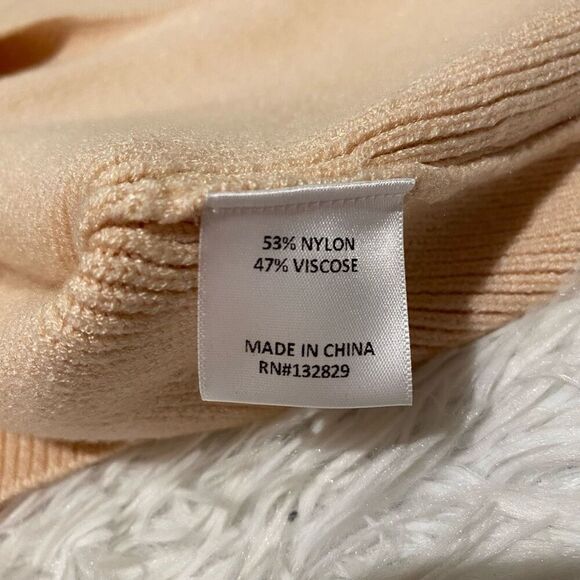 53% NYLON
47% VISCOSE
MADE IN CHINA
RN#132829